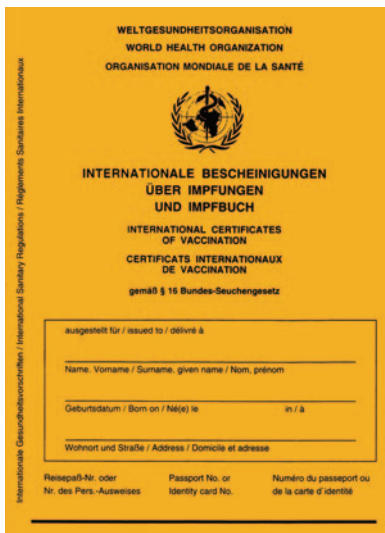 WELTGESUNDHEITSORGANISATION
WORLD HEALTH ORGANIZATION
ORGANISATION MONDIALE DE LA SANTÉ
INTERNATIONALE BESCHEINIGUNGEN
ÜBER IMPFUNGEN
UND IMPFBUCH
INTERNATIONAL CERTIFICATES
OF VACCINATION
CERTIFICATS INTERNATIONAUX
DE VACCINATION
gemäß § 16 Bundes-Seuchengesetz
ausgestellt für / issued to / délivré à
Name, Vorname / Surname, given name / Nom, prénom
Geburtsdatum / Born on / Né(e) le in / à
Wohnort und Straße / Address / Domicile et adresse
Reisepaß-Nr. oder Passport No. or Numéro du passeport ou
Nr. des Pers.-Ausweises Identity card No. de la carte d'identité
Internationale Gesundheitsvorschriften / International Sanitary Regulations / Règlements Sanitaires Internationaux